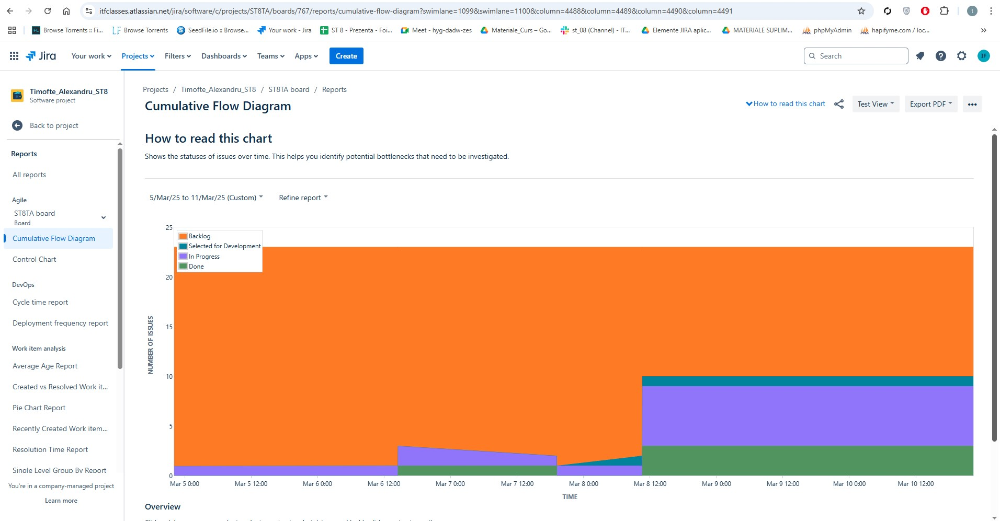 itfclasses.atlassian.net/jira/software/c/projects/ST8TA/boards/767/reports/cumulative-flow-diagram?swimlane=1099&swimlane=1100&column=4488&column=4489&column=4490&column=4491
t
FL Browse Torrents :: Fi... LF Browse Torrents S SeedFile.io :: Browse... Your work - Jira ST 8 - Prezenta - Foi... Meet - hyg-dadw-zes Materiale_Curs – Go... st_08 (Channel) - IT... Elemente JIRA aplic... MATERIALE SUPLIM... phpMyAdmin hapifyme.com / loc...
Jira Your work Projects Filters Dashboards Teams Apps Create Search IF
Timofte_Alexandru_ST8
Software project
Back to project
Reports
All reports
Agile
ST8TA board
Board
Cumulative Flow Diagram
Control Chart
DevOps
Cycle time report
Deployment frequency report
Work item analysis
Average Age Report
Created vs Resolved Work it...
Pie Chart Report
Recently Created Work item...
Resolution Time Report
Single Level Group By Report
You're in a company-managed project
Learn more
Projects / Timofte_Alexandru_ST8 / ST8TA board / Reports
Cumulative Flow Diagram
How to read this chart Test View Export PDF
How to read this chart
Shows the statuses of issues over time. This helps you identify potential bottlenecks that need to be investigated.
5/Mar/25 to 11/Mar/25 (Custom) Refine report
Backlog
Selected for Development
In Progress
Done
25
20
15
10
5
0
NUMBER OF ISSUES
Mar 5 0:00 Mar 5 12:00 Mar 6 0:00 Mar 6 12:00 Mar 7 0:00 Mar 7 12:00 Mar 8 0:00 Mar 8 12:00 Mar 9 0:00 Mar 9 12:00 Mar 10 0:00 Mar 10 12:00
TIME
Overview